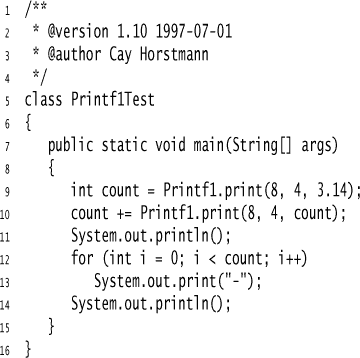 1 /**
2  * @version 1.10 1997-07-01
3  * @author Cay Horstmann
4  */
5 class Printf1Test
6 {
7    public static void main(String[] args)
8    {
9       int count = Printf1.print(8, 4, 3.14);
10       count += Printf1.print(8, 4, count);
11       System.out.println();
12       for (int i = 0; i < count; i++)
13          System.out.print("-");
14       System.out.println();
15    }
16 }